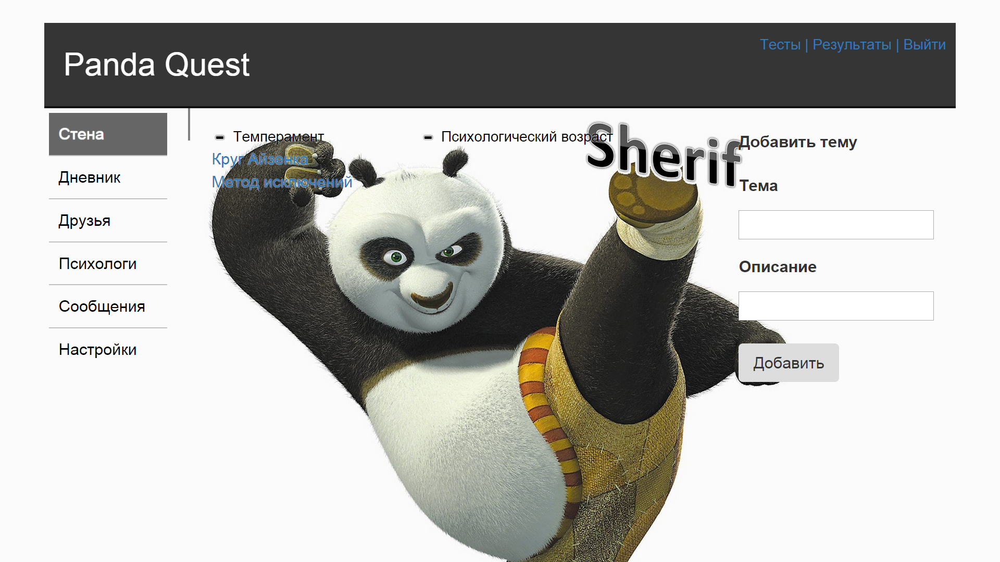 Panda Quest
Тесты | Результаты | Выйти
Стена
Дневник
Друзья
Психологи
Сообщения
Настройки
Темперамент
Круг Айзенка
Метод исключений
Психологический возраст
Sherif
Добавить тему
Тема
Описание
Добавить